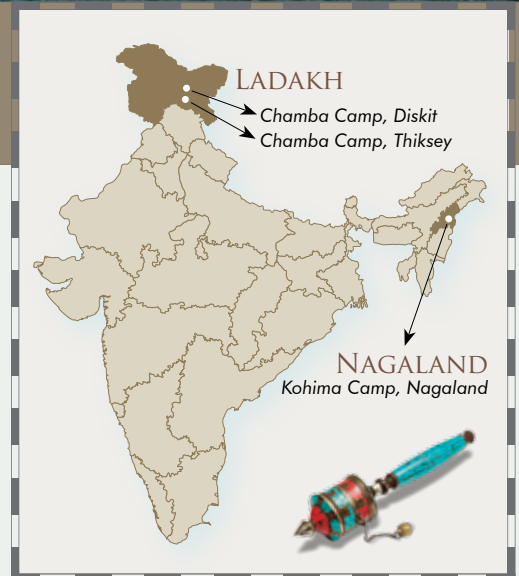 LADAKH
Chamba Camp, Diskit
Chamba Camp, Thiksey
NAGALAND
Kohima Camp, Nagaland